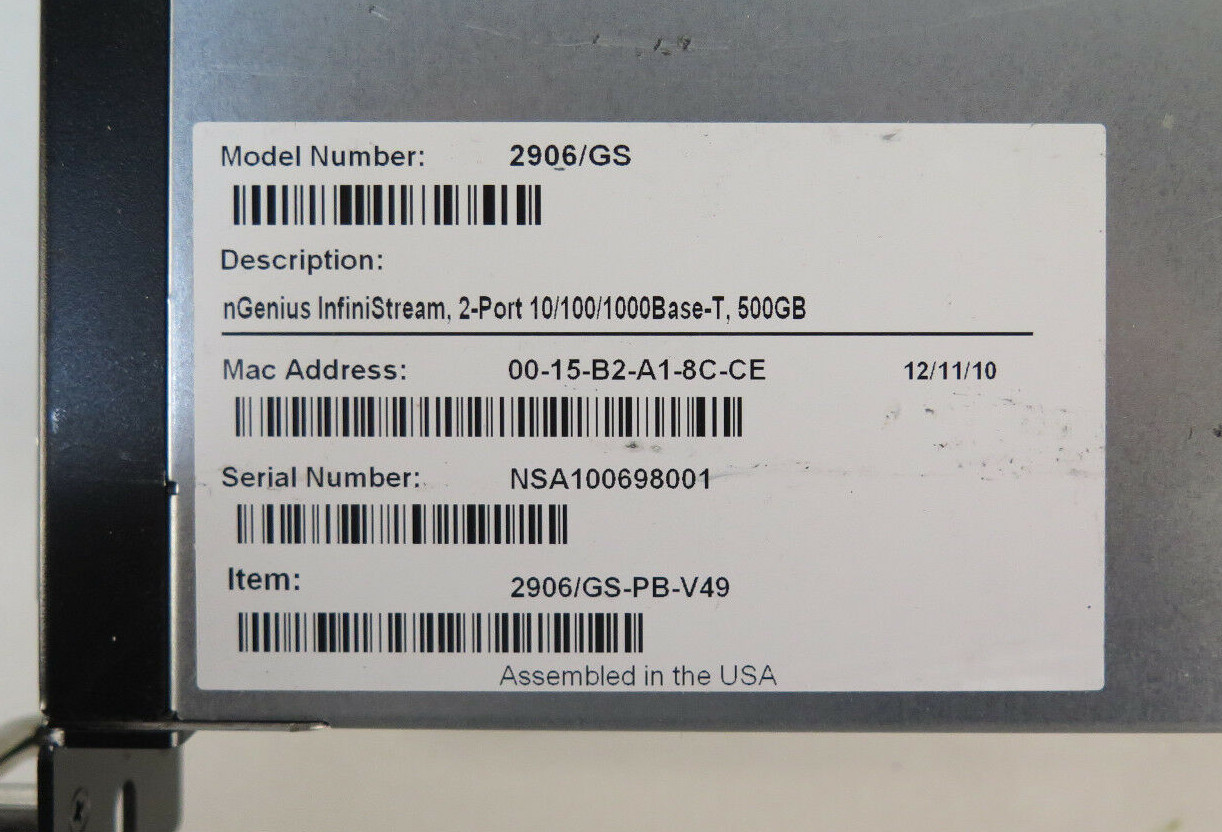 Model Number: 2906/GS
Description:
nGenius InfiniStream, 2-Port 10/100/1000Base-T, 500GB
Mac Address: 00-15-B2-A1-8C-CE 12/11/10
Serial Number: NSA100698001
Item: 2906/GS-PB-V49
Assembled in the USA